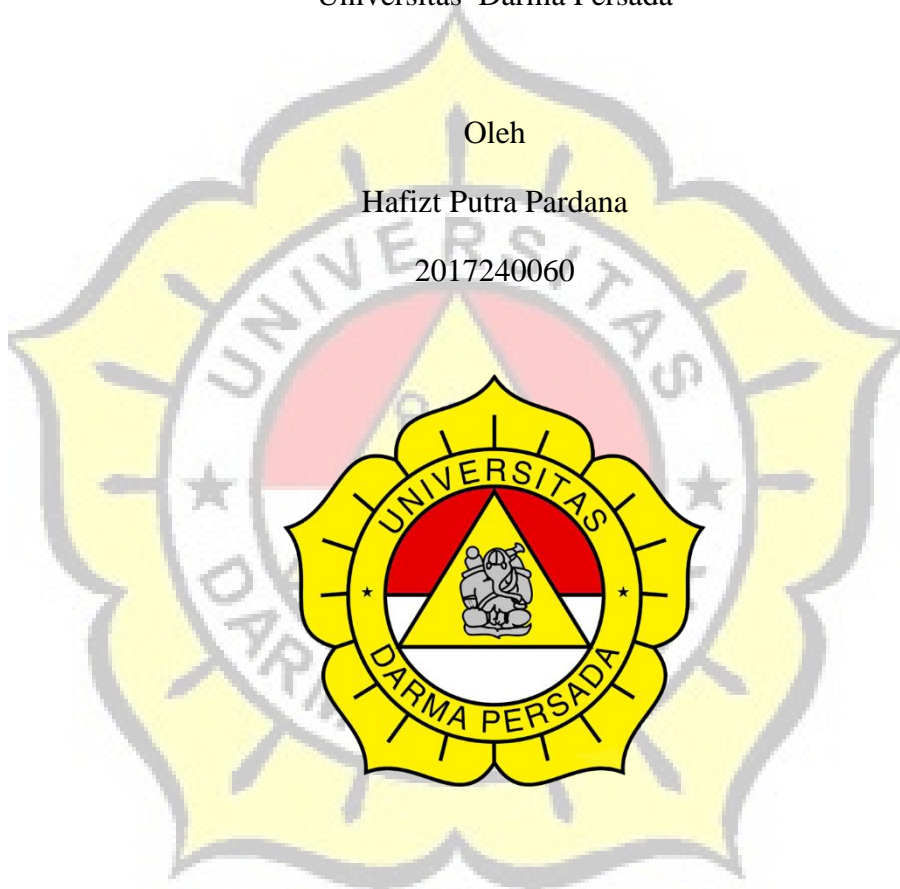 Universitas Darma Persada
Oleh
Hafizt Putra Pardana
2017240060
UNIVERSITAS
DARMA PERSADA